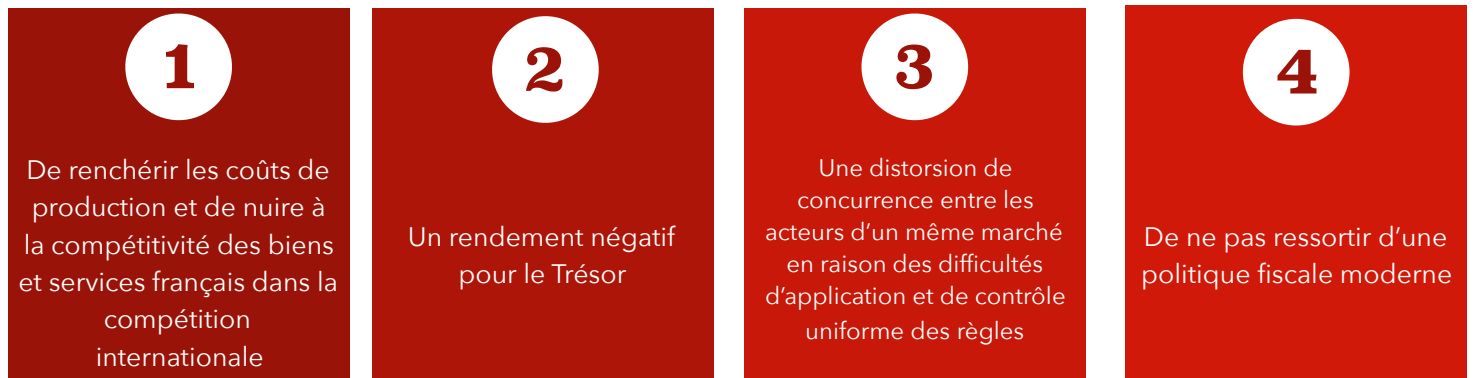 1
De renchérir les coûts de
production et de nuire à
la compétitivité des biens
et services français dans la
compétition
internationale
2
Un rendement négatif
pour le Trésor
3
Une distorsion de
concurrence entre les
acteurs d’un même marché
en raison des difficultés
d’application et de contrôle
uniforme des règles
4
De ne pas ressortir d’une
politique fiscale moderne